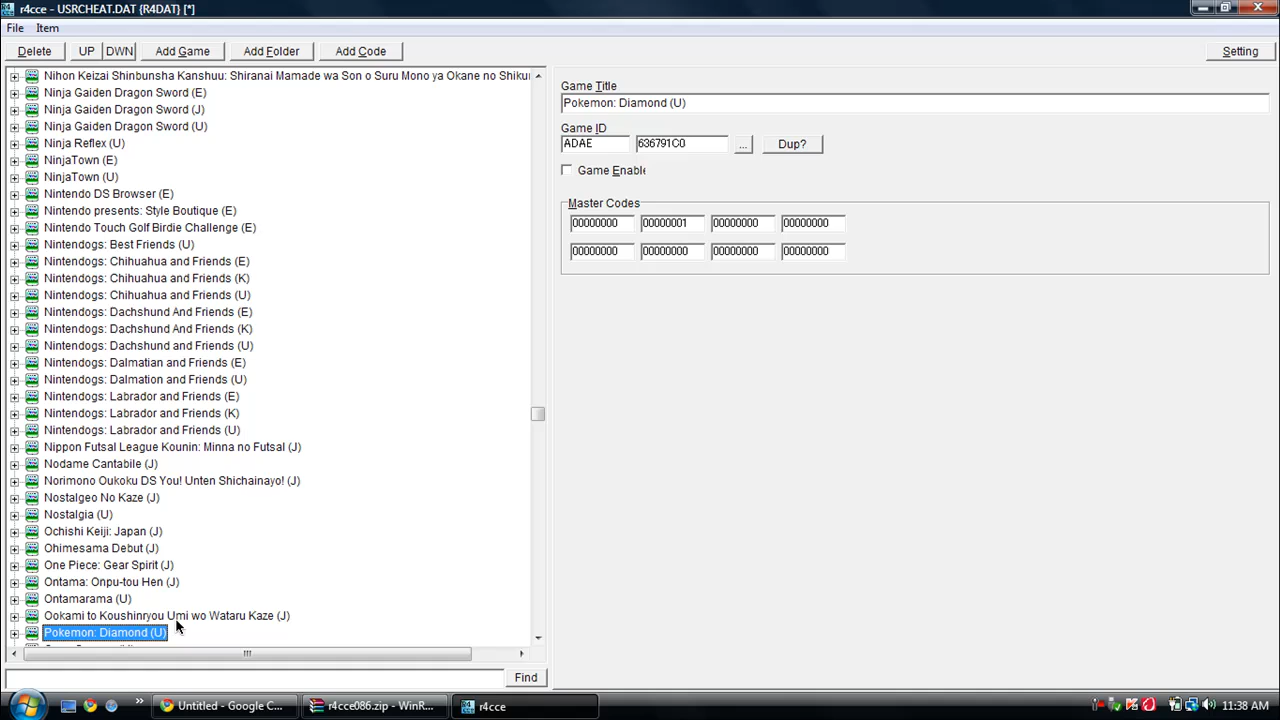 r4cce - USRCHEAT.DAT {R4DAT} [*]
File Item
Delete UP DWN Add Game Add Folder Add Code Setting
Nihon Keizai Shinbunsha Kanshuu: Shiranai Mamade wa Son o Suru Mono ya Okane no Shikur
Ninja Gaiden Dragon Sword (E)
Ninja Gaiden Dragon Sword (J)
Ninja Gaiden Dragon Sword (U)
Ninja Reflex (U)
NinjaTown (E)
NinjaTown (U)
Nintendo DS Browser (E)
Nintendo presents: Style Boutique (E)
Nintendo Touch Golf Birdie Challenge (E)
Nintendogs: Best Friends (U)
Nintendogs: Chihuahua and Friends (E)
Nintendogs: Chihuahua and Friends (K)
Nintendogs: Chihuahua and Friends (U)
Nintendogs: Dachshund And Friends (E)
Nintendogs: Dachshund and Friends (K)
Nintendogs: Dachshund and Friends (U)
Nintendogs: Dalmatian and Friends (E)
Nintendogs: Dalmation and Friends (U)
Nintendogs: Labrador and Friends (E)
Nintendogs: Labrador and Friends (K)
Nintendogs: Labrador and Friends (U)
Nippon Futsal League Kounin: Minna no Futsal (J)
Nodame Cantabile (J)
Norimono Oukoku DS You! Unten Shichainayo! (J)
Nostalgeo No Kaze (J)
Nostalgia (U)
Ochishi Keiji: Japan (J)
Ohimesama Debut (J)
One Piece: Gear Spirit (J)
Ontama: Onpu-tou Hen (J)
Ontamarama (U)
Ookami to Koushinryou Umi wo Wataru Kaze (J)
Pokemon: Diamond (U)
Find
Game Title
Pokemon: Diamond (U)
Game ID
ADAE 636791C0 ... Dup?
Game Enable
Master Codes
00000000 00000001 00000000 00000000
00000000 00000000 00000000 00000000
Untitled - Google C... r4cce086.zip - WinR... r4cce 11:38 AM